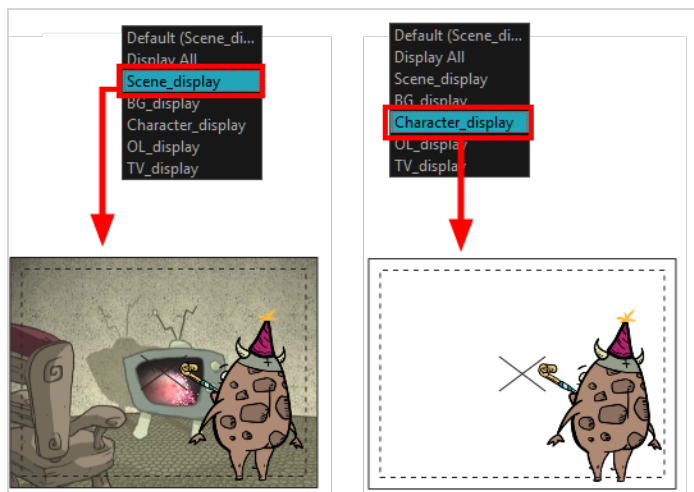 Default (Scene_di...
Display All
Scene_display
BG_display
Character_display
OL_display
TV_display
Default (Scene_di...
Display All
Scene_display
BG_display
Character_display
OL_display
TV_display